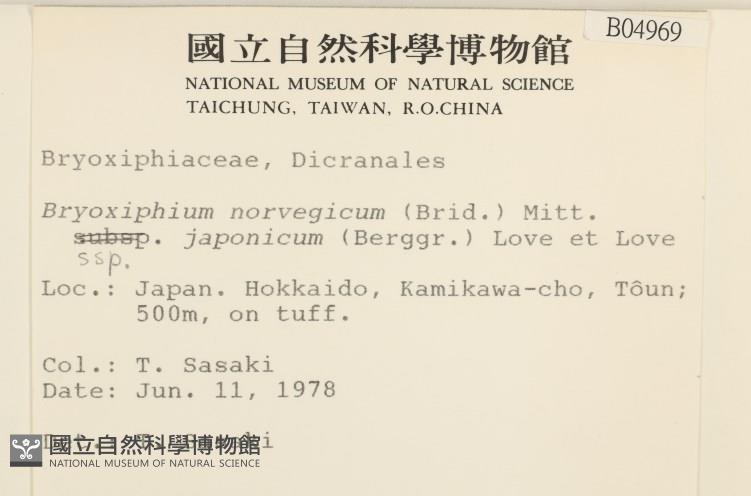 B04969
國立自然科學博物館
NATIONAL MUSEUM OF NATURAL SCIENCE
TAICHUNG, TAIWAN, R.O.CHINA
Bryoxiphiaceae, Dicranales
Bryoxiphium norvegicum (Brid.) Mitt.
subsp. japonicum (Berggr.) Love et Love
ssp.
Loc.: Japan. Hokkaido, Kamikawa-cho, Tôun;
500m, on tuff.
Col.: T. Sasaki
Date: Jun. 11, 1978
國立自然科學博物館
NATIONAL MUSEUM OF NATURAL SCIENCE